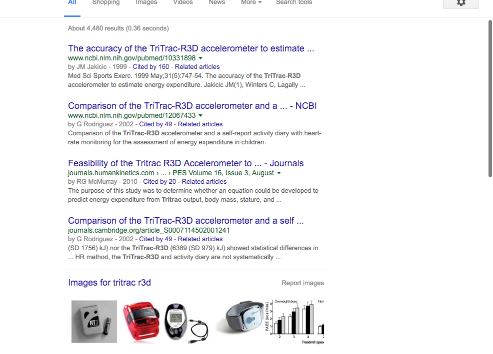 All Shopping Images Videos News More Search tools
About 4,480 results (0.36 seconds)
The accuracy of the TriTrac-R3D accelerometer to estimate ...
www.ncbi.nlm.nih.gov/pubmed/10331898
by JM Jakicic - 1999 - Cited by 160 - Related articles
Med Sci Sports Exerc. 1999 May;31(5):747-54. The accuracy of the TriTrac-R3D
accelerometer to estimate energy expenditure. Jakicic JM(1), Winters C, Lagally ...
Comparison of the TriTrac-R3D accelerometer and a ... - NCBI
www.ncbi.nlm.nih.gov/pubmed/12067433
by G Rodriguez - 2002 - Cited by 49 - Related articles
Comparison of the TriTrac-R3D accelerometer and a self-report activity diary with heart-
rate monitoring for the assessment of energy expenditure in children.
Feasibility of the Tritrac R3D Accelerometer to ... - Journals
journals.humankinetics.com › ... › PES Volume 16, Issue 3, August
by RG McMurray - 2010 - Cited by 20 - Related articles
The purpose of this study was to determine whether an equation could be developed to
predict energy expenditure from Tritrac output, body mass, stature, and ...
Comparison of the TriTrac-R3D accelerometer and a self ...
journals.cambridge.org/article_S0007114502001241
by G Rodriguez - 2002 - Cited by 49 - Related articles
(SD 1756) kJ) nor the TriTrac-R3D (6389 (SD 979) kJ) showed statistical differences in
... HR method, the TriTrac-R3D and activity diary are not systematically ...
Images for tritrac r3d Report images